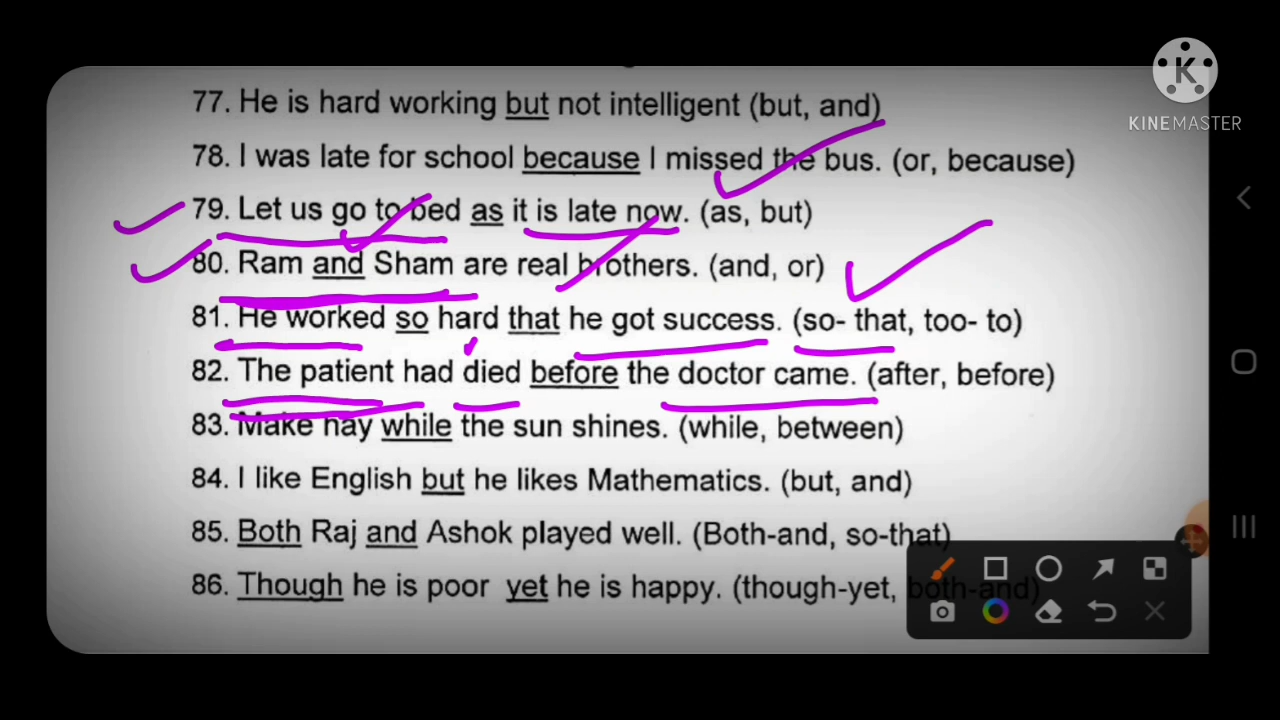 KINEMASTER
77. He is hard working but not intelligent (but, and)
78. I was late for school because I missed the bus. (or, because)
79. Let us go to bed as it is late now. (as, but)
80. Ram and Sham are real brothers. (and, or)
81. He worked so hard that he got success. (so- that, too- to)
82. The patient had died before the doctor came. (after, before)
83. Make hay while the sun shines. (while, between)
84. I like English but he likes Mathematics. (but, and)
85. Both Raj and Ashok played well. (Both-and, so-that)
86. Though he is poor yet he is happy. (though-yet, both-and)